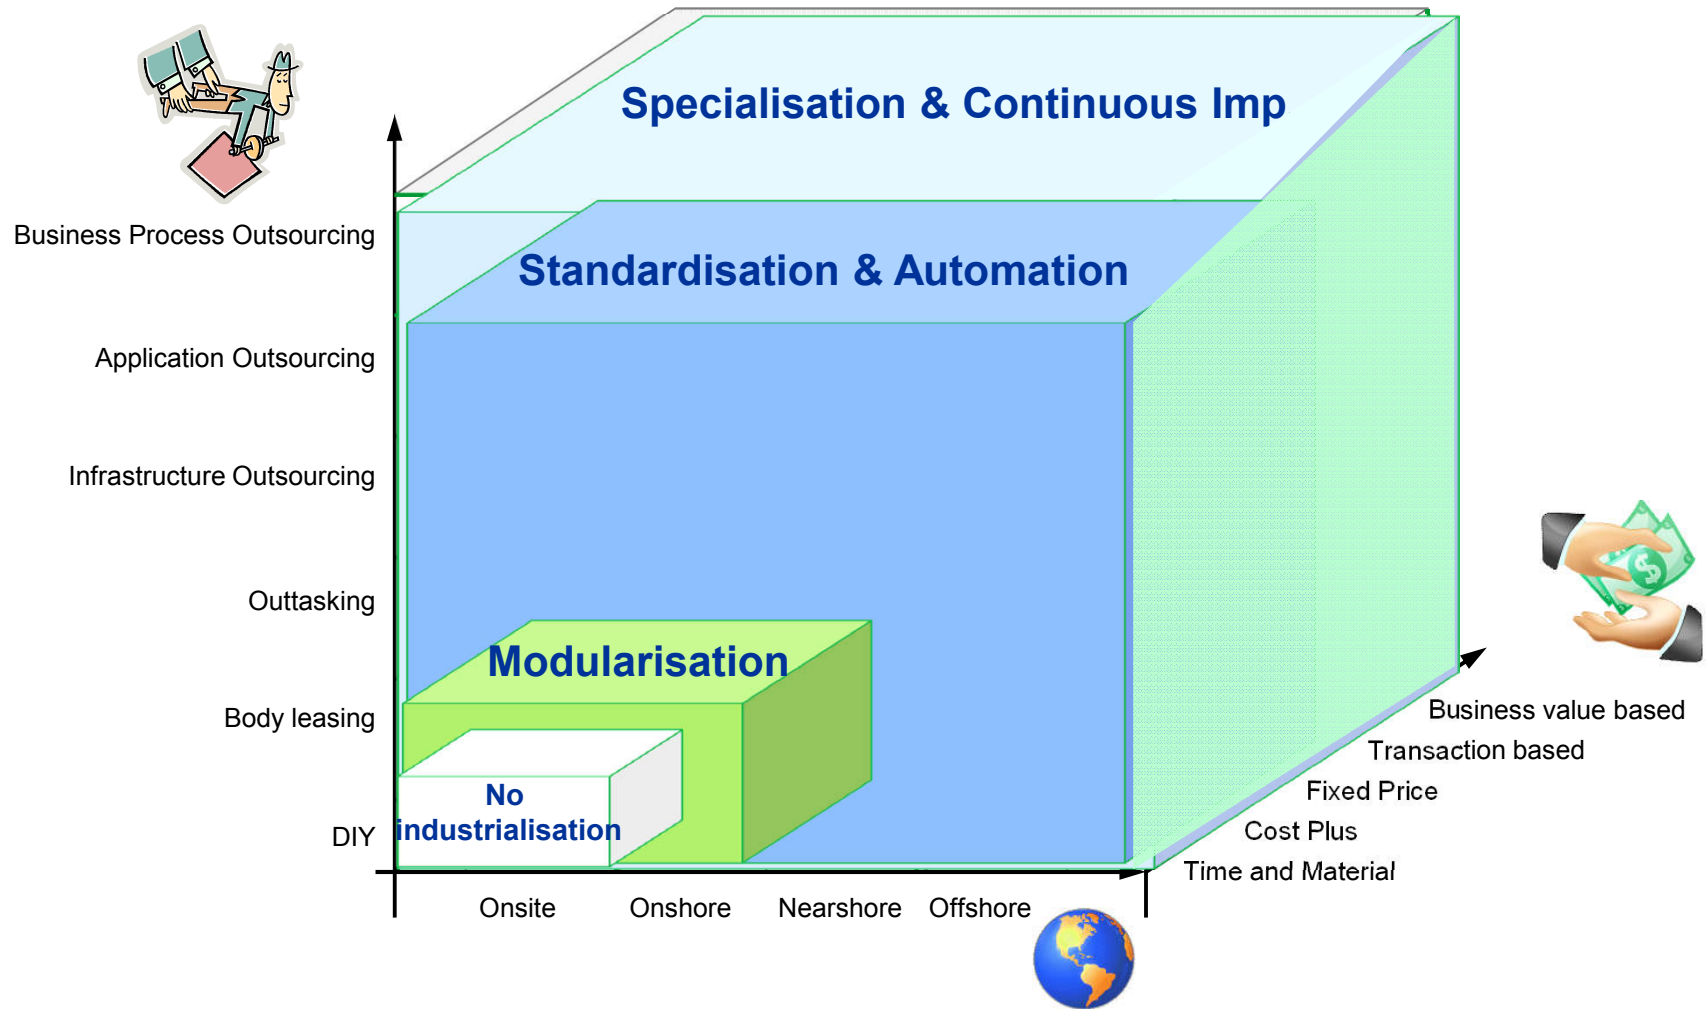 Specialisation & Continuous Imp
Business Process Outsourcing
Standardisation & Automation
Application Outsourcing
Infrastructure Outsourcing
Outtasking
Modularisation
Body leasing
No
industrialisation
DIY
Business value based
Transaction based
Fixed Price
Cost Plus
Time and Material
Onsite
Onshore
Nearshore
Offshore
$